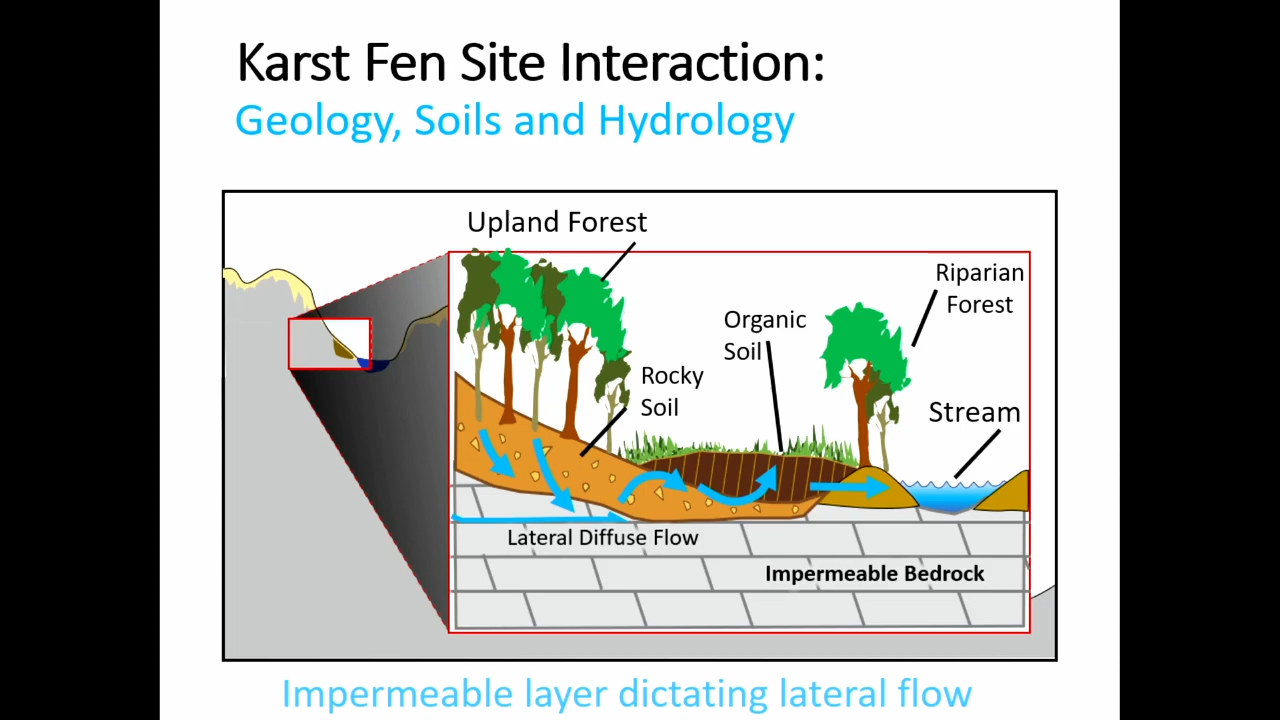 Karst Fen Site Interaction:
Geology, Soils and Hydrology
Upland Forest
Riparian
Forest
Organic
Soil
Rocky
Soil
Stream
Lateral Diffuse Flow
Impermeable Bedrock
Impermeable layer dictating lateral flow